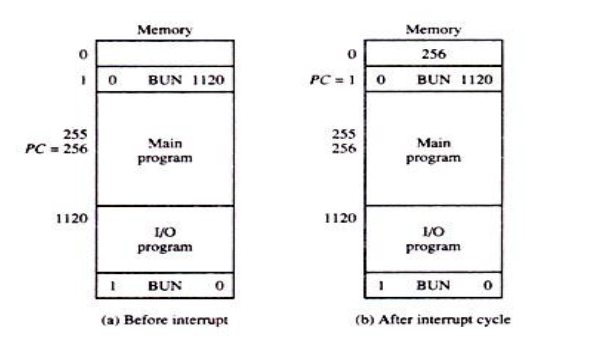 Memory
0
1 0 BUN 1120
255
PC = 256
Main
program
1120
I/O
program
1 BUN 0
(a) Before interrupt
Memory
0 256
PC = 1 0 BUN 1120
255
256
Main
program
1120
I/O
program
1 BUN 0
(b) After interrupt cycle